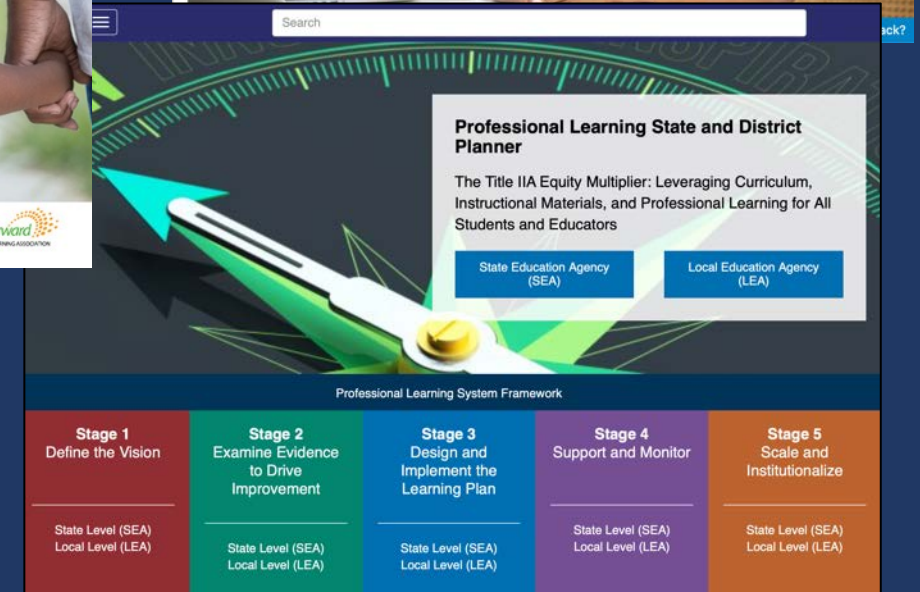 Search
ack?
Professional Learning State and District
Planner
The Title IIA Equity Multiplier: Leveraging Curriculum,
Instructional Materials, and Professional Learning for All
Students and Educators
State Education Agency
(SEA)
Local Education Agency
(LEA)
ward
RNING ASSOCIATION
Professional Learning System Framework
Stage 1
Define the Vision
State Level (SEA)
Local Level (LEA)
Stage 2
Examine Evidence
to Drive
Improvement
State Level (SEA)
Local Level (LEA)
Stage 3
Design and
Implement the
Learning Plan
State Level (SEA)
Local Level (LEA)
Stage 4
Support and Monitor
State Level (SEA)
Local Level (LEA)
Stage 5
Scale and
Institutionalize
State Level (SEA)
Local Level (LEA)